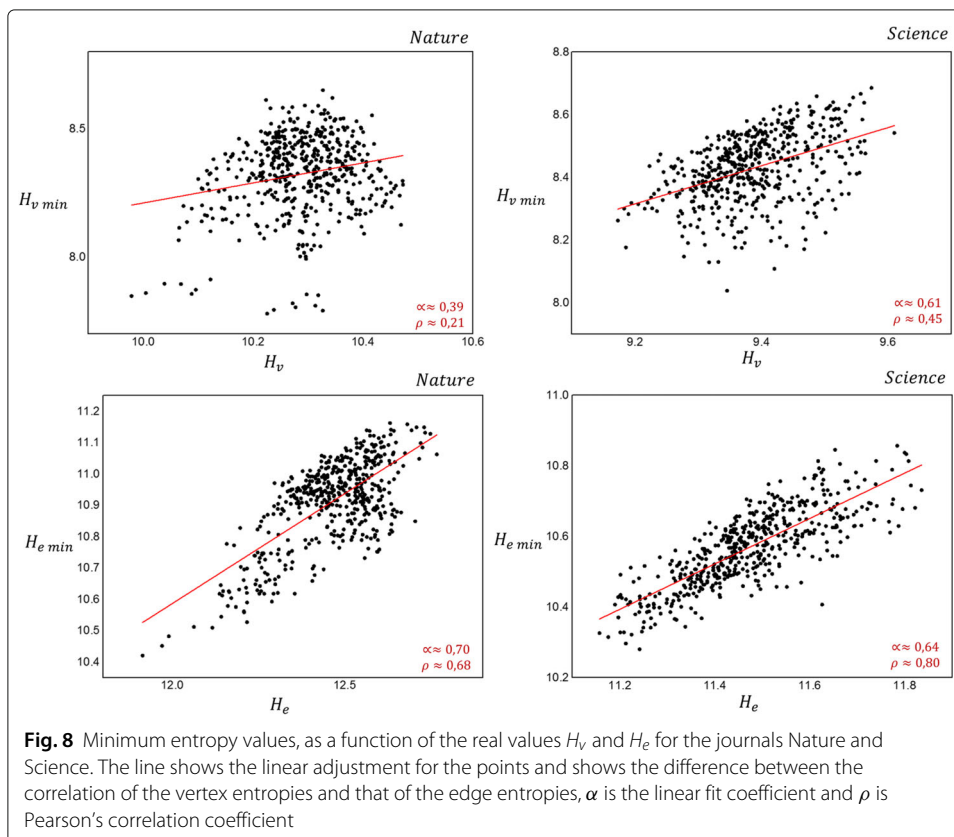 Nature
8.5
H_v min
8.0
∝≈ 0,39
ρ ≈ 0,21
10.0 10.2 10.4 10.6
H_v
Science
8.8
8.6
H_v min
8.4
8.2
8.0
∝≈ 0,61
ρ ≈ 0,45
9.2 9.4 9.6
H_v
Nature
11.2
11.1
11.0
10.9
10.8
H_e min
10.7
10.6
10.5
10.4
∝≈ 0,70
ρ ≈ 0,68
12.0 12.5
H_e
Science
11.0
10.8
H_e min
10.6
10.4
10.2
∝≈ 0,64
ρ ≈ 0,80
11.2 11.4 11.6 11.8
H_e
Fig. 8 Minimum entropy values, as a function of the real values H_v and H_e for the journals Nature and
Science. The line shows the linear adjustment for the points and shows the difference between the
correlation of the vertex entropies and that of the edge entropies, α is the linear fit coefficient and ρ is
Pearson's correlation coefficient